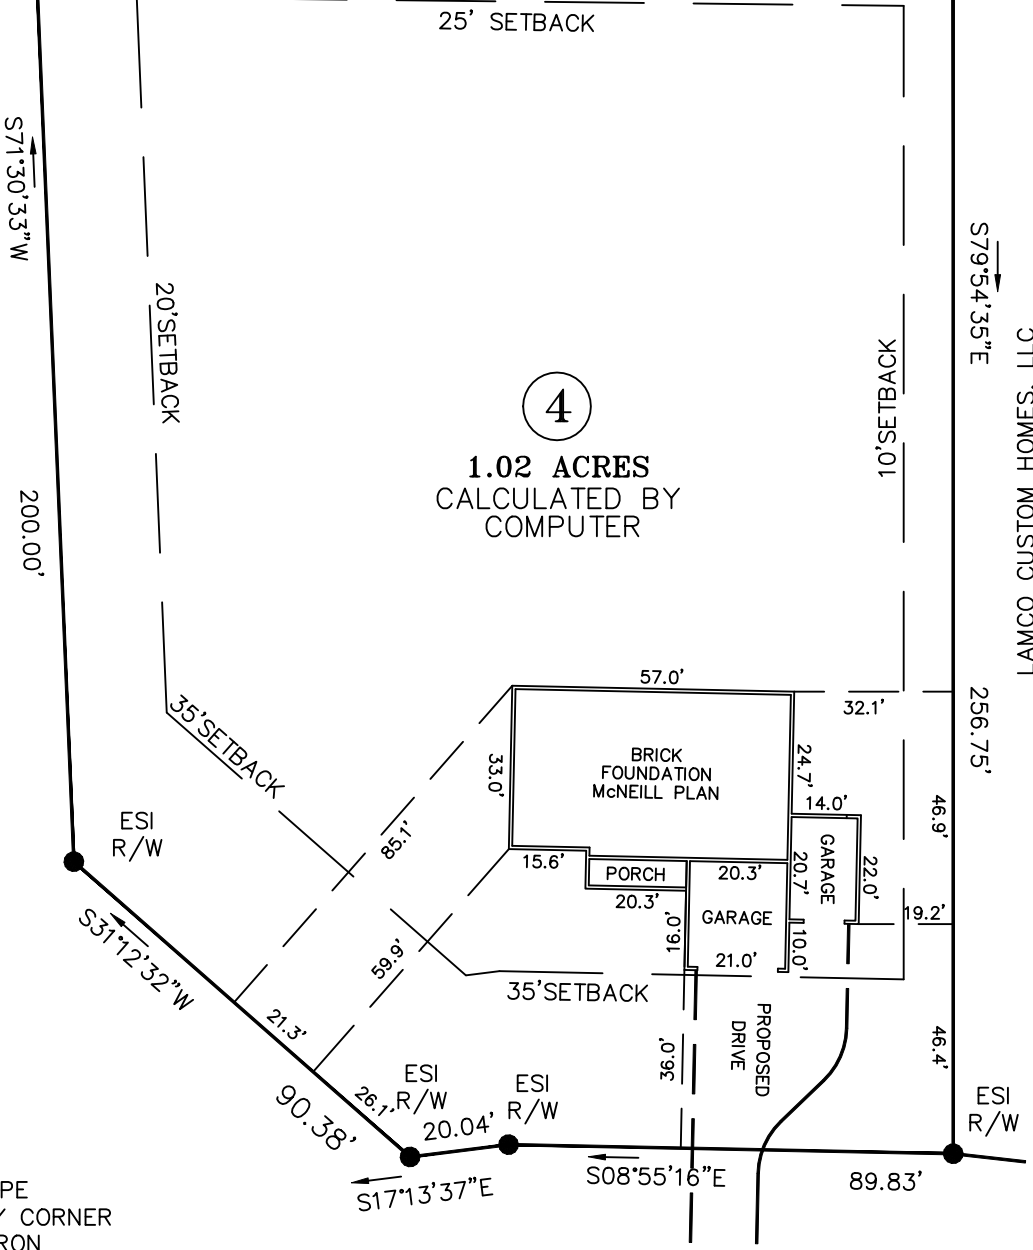 25' SETBACK
S71°30'33"W
20'SETBACK
S79°54'35"E
10'SETBACK
LAMCO CUSTOM HOMES, LLC
4
1.02 ACRES
CALCULATED BY
COMPUTER
200.00'
256.75'
57.0'
32.1'
35'SETBACK
33.0'
BRICK
FOUNDATION
McNEILL PLAN
24.7'
14.0'
46.9'
ESI
R/W
85.1'
15.6'
PORCH
20.3'
20.3'
20.7'
GARAGE
22.0'
GARAGE
16.0'
10.0'
19.2'
S31°12'32"W
59.9'
21.0'
35'SETBACK
21.3'
36.0'
PROPOSED
DRIVE
46.4'
90.38'
26.1'
ESI
R/W
20.04'
ESI
R/W
ESI
R/W
S17°13'37"E
S08°55'16"E
89.83'
PE
Y CORNER
RON